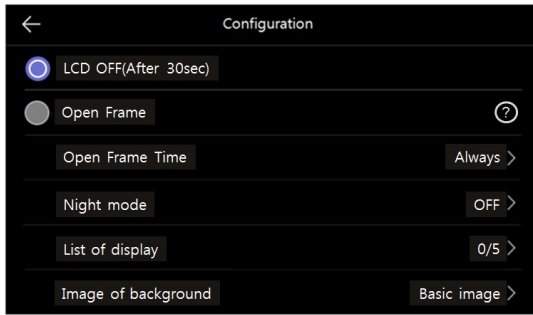 Configuration
LCD OFF(After 30sec)
Open Frame
?
Open Frame Time
Always
Night mode
OFF
List of display
0/5
Image of background
Basic image